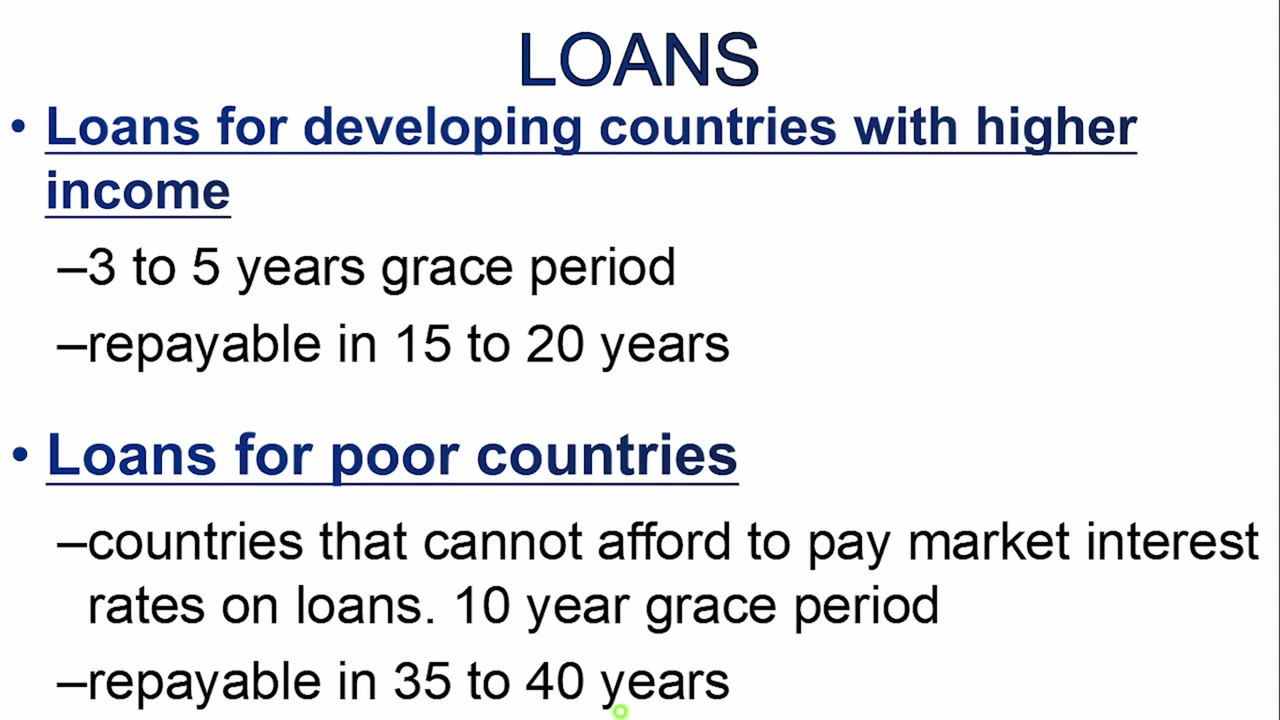 LOANS
• Loans for developing countries with higher
income
–3 to 5 years grace period
–repayable in 15 to 20 years
• Loans for poor countries
–countries that cannot afford to pay market interest
rates on loans. 10 year grace period
–repayable in 35 to 40 years